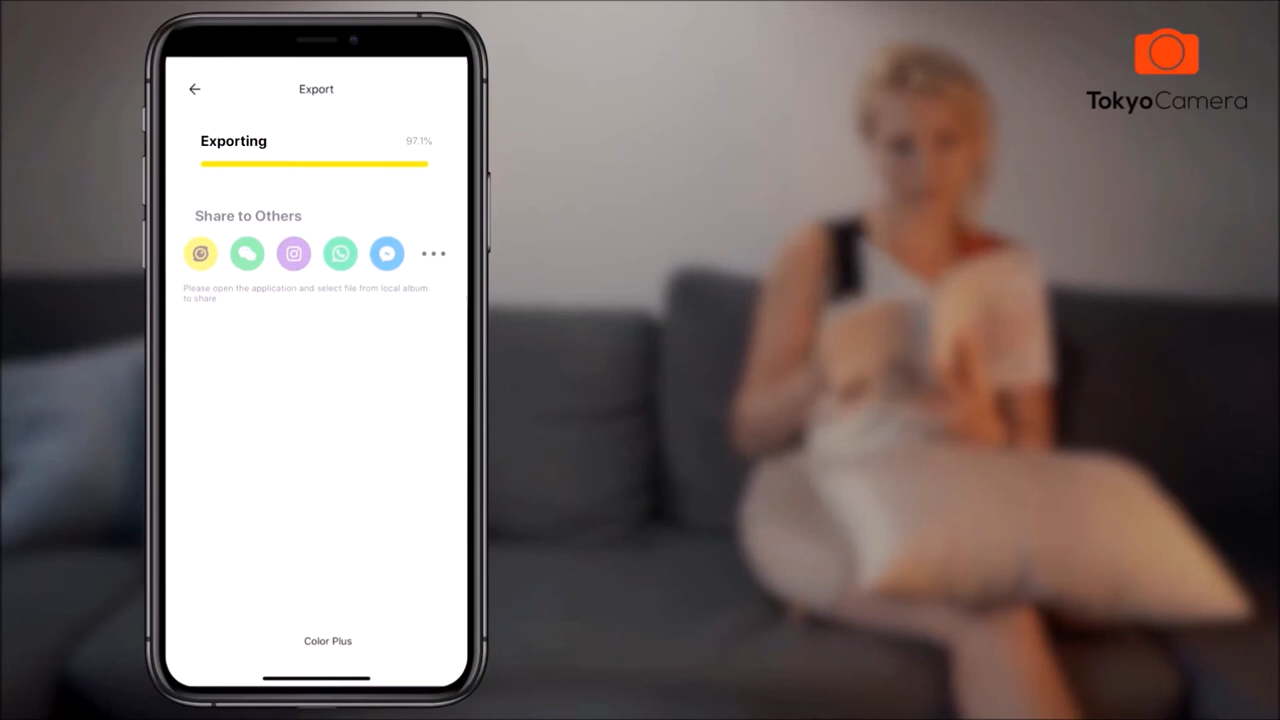 Export
Exporting 97.1%
Share to Others
Please open the application and select file from local album
to share
Color Plus
TokyoCamera